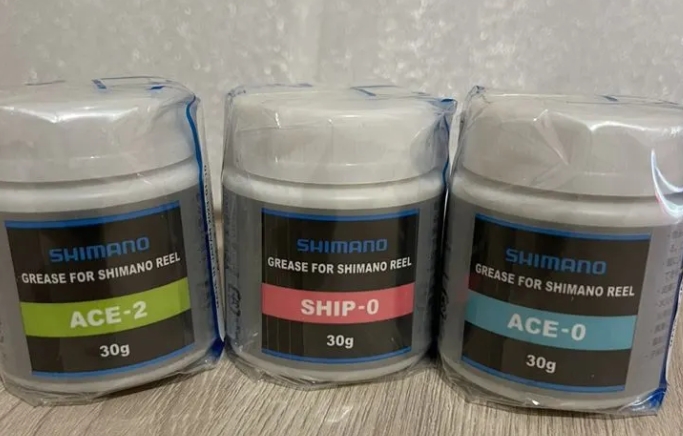 SHIMANO
GREASE FOR SHIMANO REEL
ACE-2
30g
SHIMANO
GREASE FOR SHIMANO REEL
SHIP-0
30g
SHIMANO
GREASE FOR SHIMANO REEL
ACE-0
30g